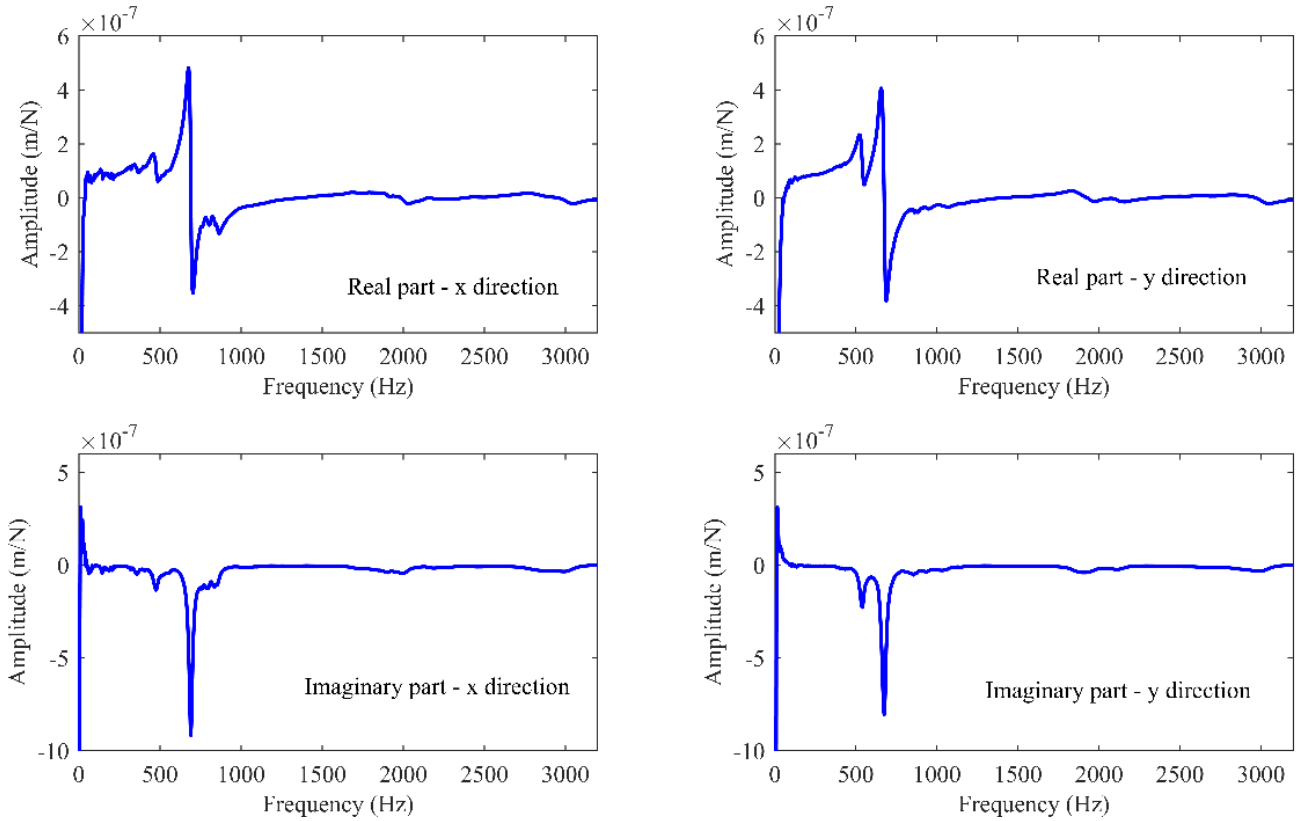 ×10⁻⁷
6
4
2
0
-2
-4
Amplitude (m/N)
Real part - x direction
0 500 1000 1500 2000 2500 3000
Frequency (Hz)
×10⁻⁷
6
4
2
0
-2
-4
Amplitude (m/N)
Real part - y direction
0 500 1000 1500 2000 2500 3000
Frequency (Hz)
×10⁻⁷
5
0
-5
-10
Amplitude (m/N)
Imaginary part - x direction
0 500 1000 1500 2000 2500 3000
Frequency (Hz)
×10⁻⁷
5
0
-5
-10
Amplitude (m/N)
Imaginary part - y direction
0 500 1000 1500 2000 2500 3000
Frequency (Hz)